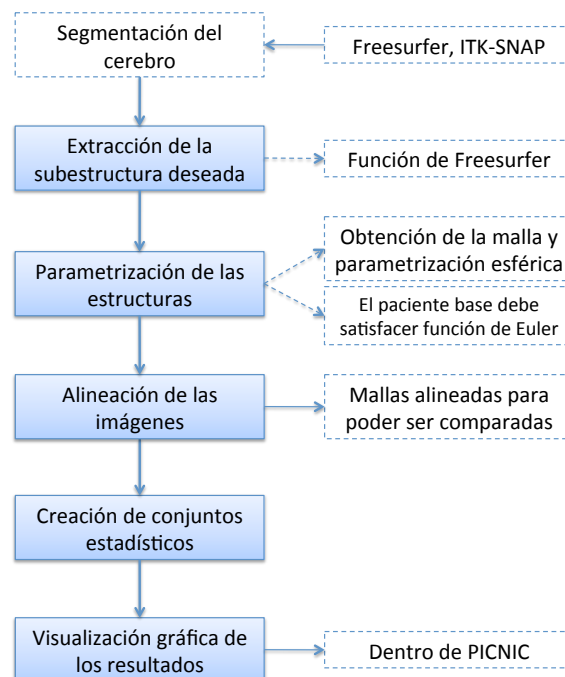 Segmentación del
cerebro
Freesurfer, ITK-SNAP
Extracción de la
subestructura deseada
Función de Freesurfer
Parametrización de las
estructuras
Obtención de la malla y
parametrización esférica
El paciente base debe
satisfacer función de Euler
Alineación de las
imágenes
Mallas alineadas para
poder ser comparadas
Creación de conjuntos
estadísticos
Visualización gráfica de
los resultados
Dentro de PICNIC